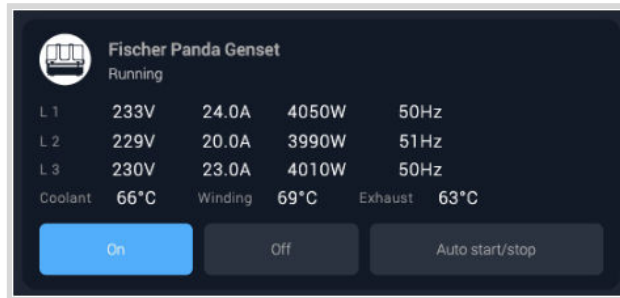 Fischer Panda Genset
Running
L 1 233V 24.0A 4050W 50Hz
L 2 229V 20.0A 3990W 51Hz
L 3 230V 23.0A 4010W 50Hz
Coolant 66°C Winding 69°C Exhaust 63°C
On Off Auto start/stop